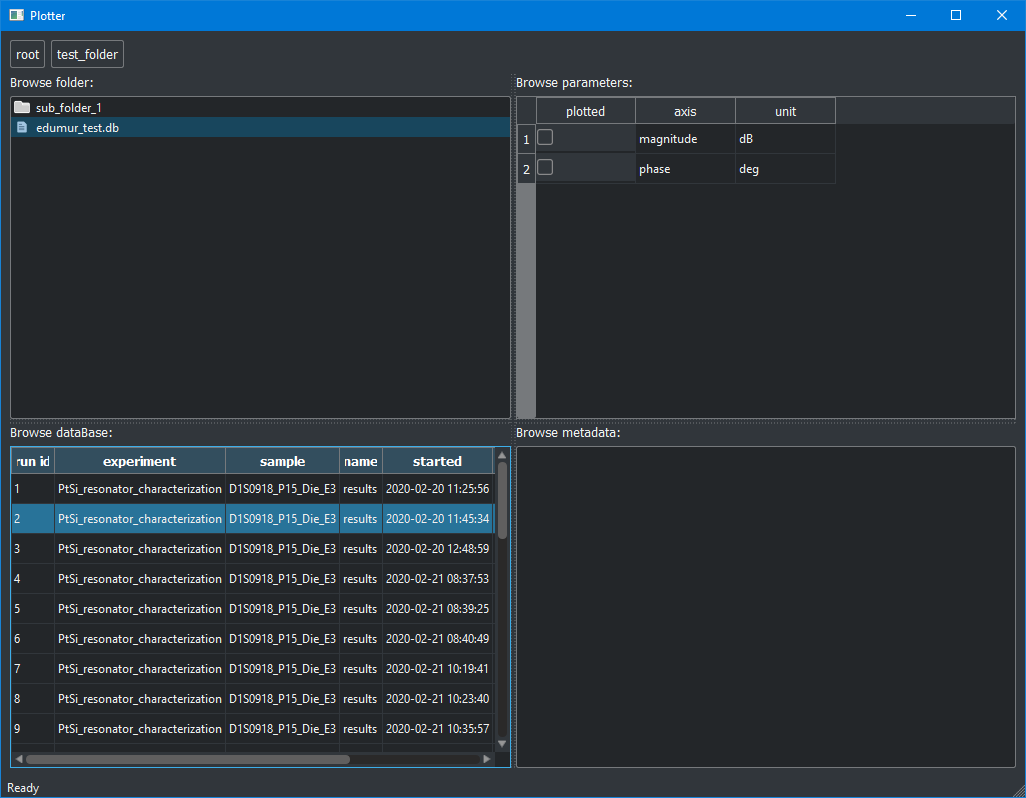 Plotter
root test_folder
Browse folder:
sub_folder_1
edumur_test.db
Browse parameters:
plotted axis unit
1 magnitude dB
2 phase deg
Browse dataBase:
run id experiment sample name started
1 PtSi_resonator_characterization D1S0918_P15_Die_E3 results 2020-02-20 11:25:56
2 PtSi_resonator_characterization D1S0918_P15_Die_E3 results 2020-02-20 11:45:34
3 PtSi_resonator_characterization D1S0918_P15_Die_E3 results 2020-02-20 12:48:59
4 PtSi_resonator_characterization D1S0918_P15_Die_E3 results 2020-02-21 08:37:53
5 PtSi_resonator_characterization D1S0918_P15_Die_E3 results 2020-02-21 08:39:25
6 PtSi_resonator_characterization D1S0918_P15_Die_E3 results 2020-02-21 08:40:49
7 PtSi_resonator_characterization D1S0918_P15_Die_E3 results 2020-02-21 10:19:41
8 PtSi_resonator_characterization D1S0918_P15_Die_E3 results 2020-02-21 10:23:40
9 PtSi_resonator_characterization D1S0918_P15_Die_E3 results 2020-02-21 10:35:57
Browse metadata:
Ready